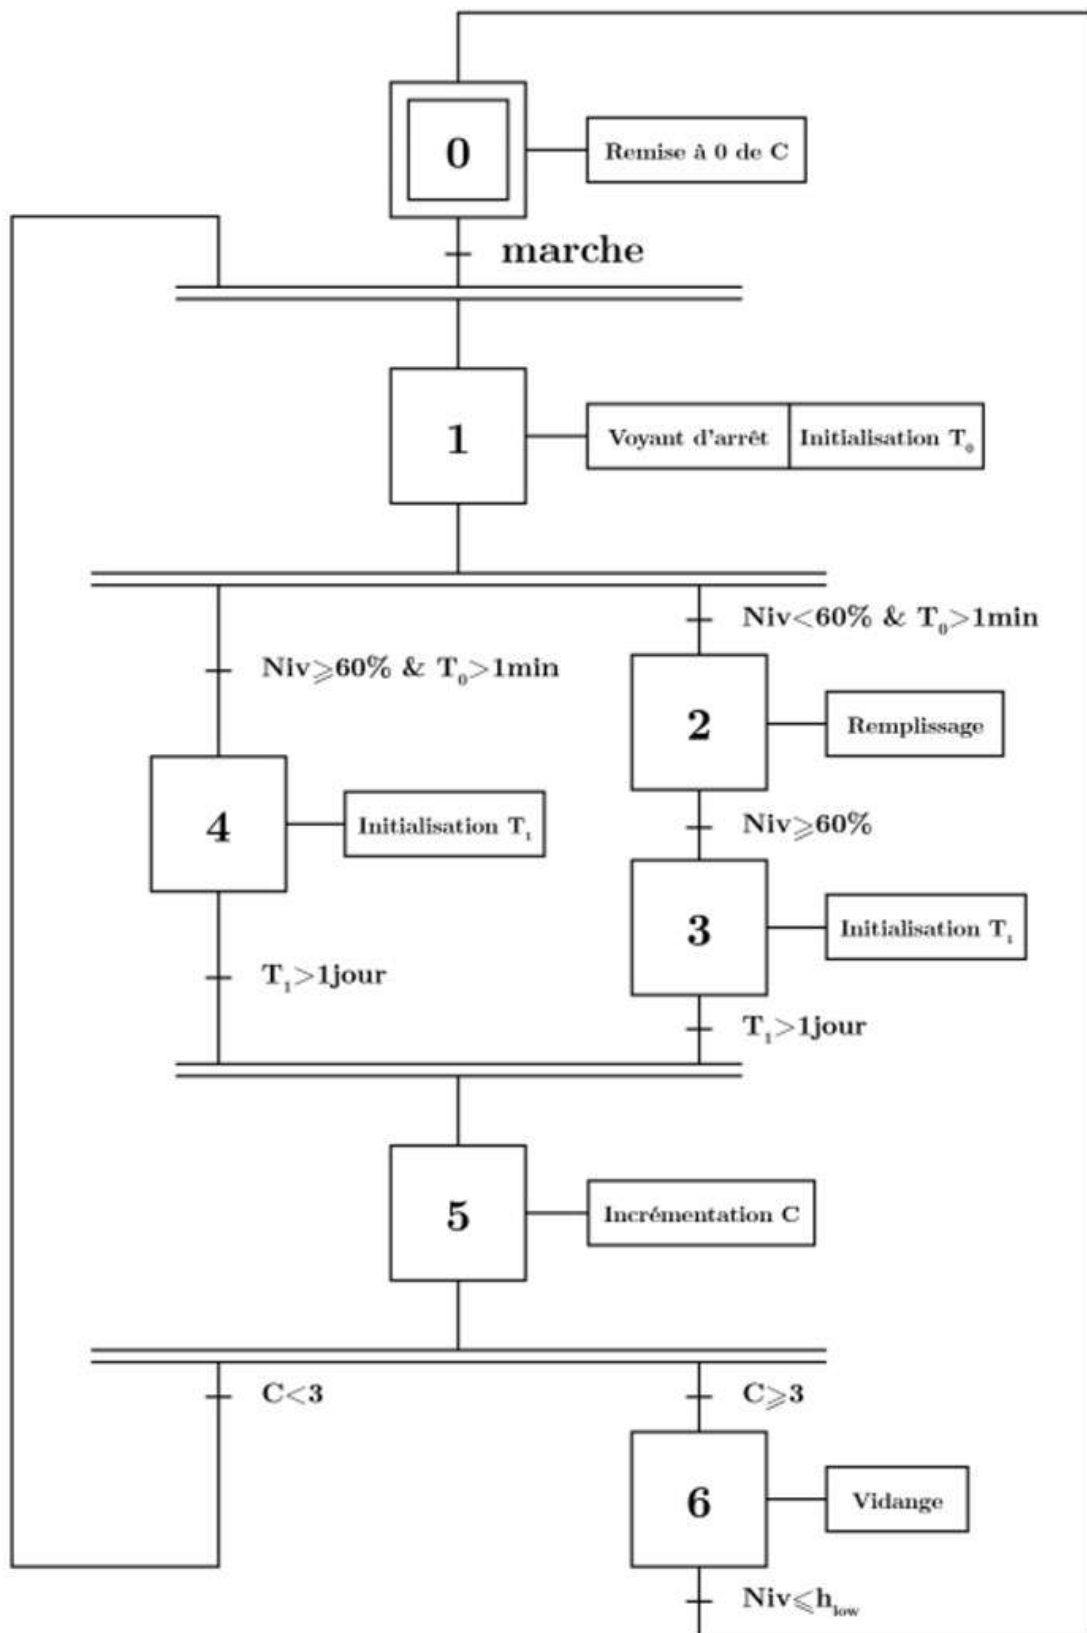 0
Remise à 0 de C
marche
1
Voyant d'arrêt
Initialisation T₀
Niv<60% & T₀>1min
Niv⩾60% & T₀>1min
2
Remplissage
4
Initialisation T₁
Niv⩾60%
3
Initialisation T₁
T₁>1jour
T₁>1jour
5
Incrémentation C
C<3
C⩾3
6
Vidange
Niv⩽h_low